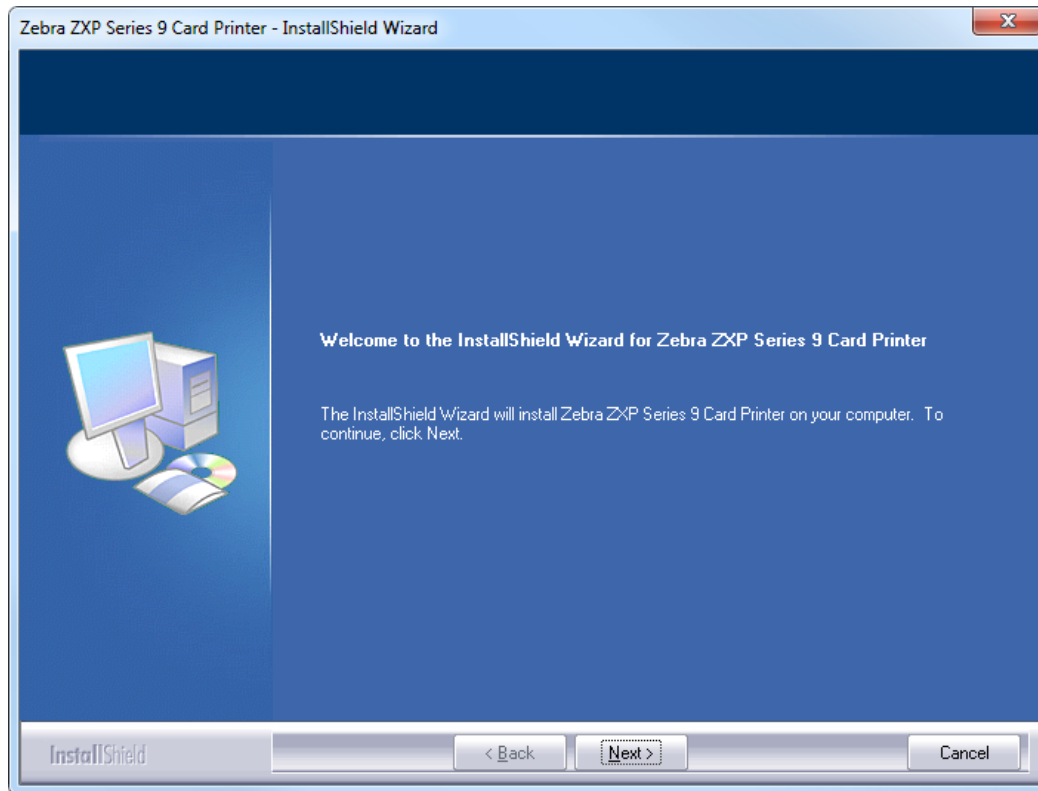 Zebra ZXP Series 9 Card Printer - InstallShield Wizard
Welcome to the InstallShield Wizard for Zebra ZXP Series 9 Card Printer
The InstallShield Wizard will install Zebra ZXP Series 9 Card Printer on your computer. To
continue, click Next.
InstallShield
< Back
Next >
Cancel